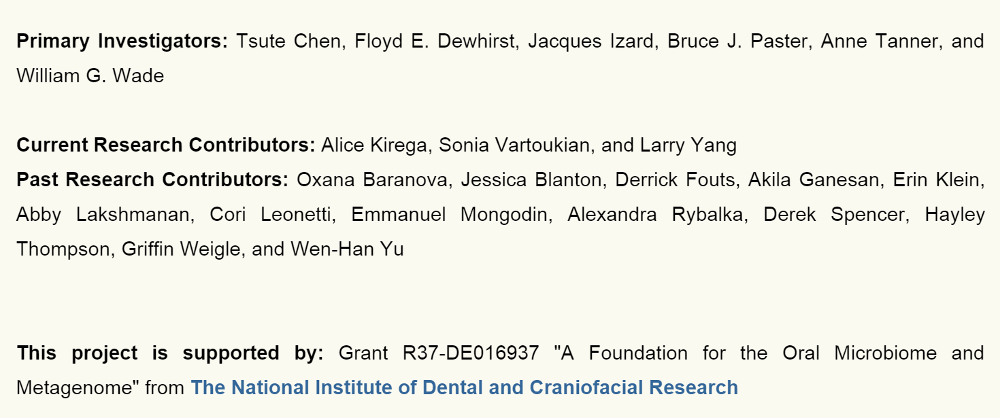 Primary Investigators: Tsute Chen, Floyd E. Dewhirst, Jacques Izard, Bruce J. Paster, Anne Tanner, and
William G. Wade
Current Research Contributors: Alice Kirega, Sonia Vartoukian, and Larry Yang
Past Research Contributors: Oxana Baranova, Jessica Blanton, Derrick Fouts, Akila Ganesan, Erin Klein,
Abby Lakshmanan, Cori Leonetti, Emmanuel Mongodin, Alexandra Rybalka, Derek Spencer, Hayley
Thompson, Griffin Weigle, and Wen-Han Yu
This project is supported by: Grant R37-DE016937 "A Foundation for the Oral Microbiome and
Metagenome" from The National Institute of Dental and Craniofacial Research